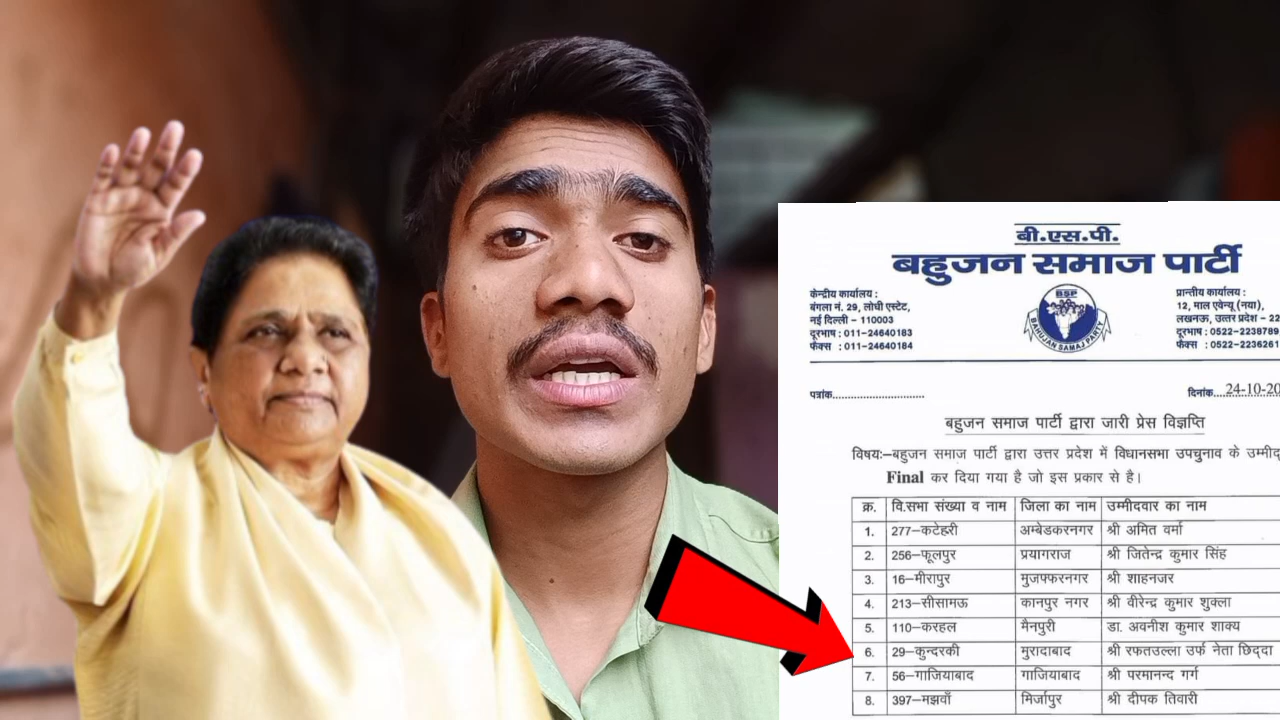 बी.एस.पी.
बहुजन समाज पार्टी
केन्द्रीय कार्यालय :
बंगला नं. 29, लोधी एस्टेट,
नई दिल्ली – 110003
दूरभाष : 011-24640183
फैक्स : 011-24640184
BSP
BAHUJAN SAMAJ PARTY
प्रान्तीय कार्यालय :
12, माल एवेन्यू (नया),
लखनऊ, उत्तर प्रदेश – 22
दूरभाष : 0522-2238789
फैक्स : 0522-2236261
पत्रांक..............................
दिनांक....24-10-20
बहुजन समाज पार्टी द्वारा जारी प्रेस विज्ञप्ति
विषयः–बहुजन समाज पार्टी द्वारा उत्तर प्रदेश में विधानसभा उपचुनाव के उम्मीद
Final कर दिया गया है जो इस प्रकार से है।
क्र. वि.सभा संख्या व नाम जिला का नाम उम्मीदवार का नाम
1. 277–कटेहरी अम्बेडकरनगर श्री अमित वर्मा
2. 256–फूलपुर प्रयागराज श्री जितेन्द्र कुमार सिंह
3. 16–मीरापुर मुजफ्फरनगर श्री शाहनजर
4. 213–सीसामऊ कानपुर नगर श्री वीरेन्द्र कुमार शुक्ला
5. 110–करहल मैनपुरी डा. अवनीश कुमार शाक्य
6. 29–कुन्दरकी मुरादाबाद श्री रफतउल्ला उर्फ नेता छिद्दा
7. 56–गाजियाबाद गाजियाबाद श्री परमानन्द गर्ग
8. 397–मझवाँ मिर्जापुर श्री दीपक तिवारी